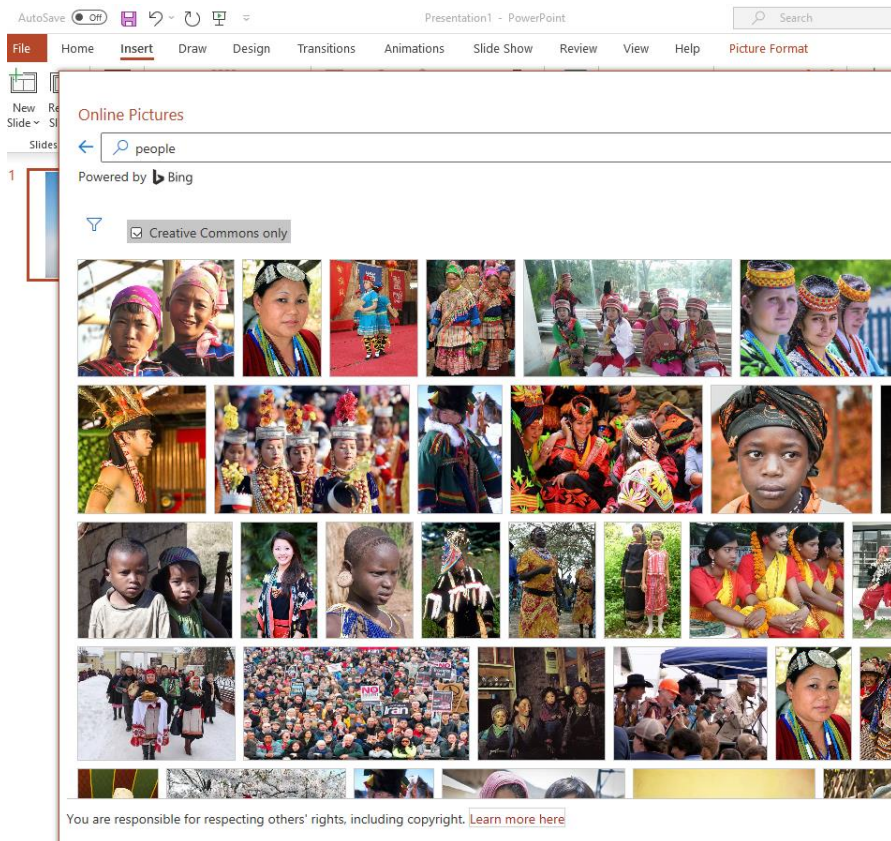 AutoSave Off Presentation1 - PowerPoint Search
File Home Insert Draw Design Transitions Animations Slide Show Review View Help Picture Format
New
Slide
Slides
1
Online Pictures
people
Powered by Bing
Creative Commons only
NO
Iran
You are responsible for respecting others' rights, including copyright. Learn more here